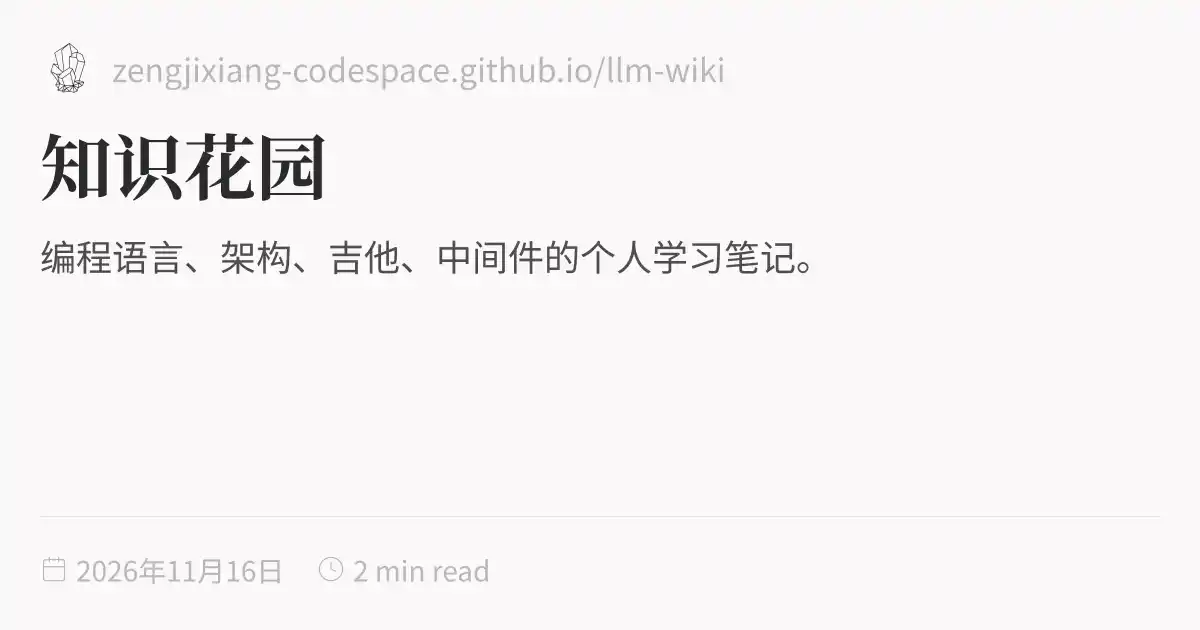 zengjixiang-codespace.github.io/llm-wiki
知识花园
编程语言、架构、吉他、中间件的个人学习笔记。
2026年11月16日 2 min read